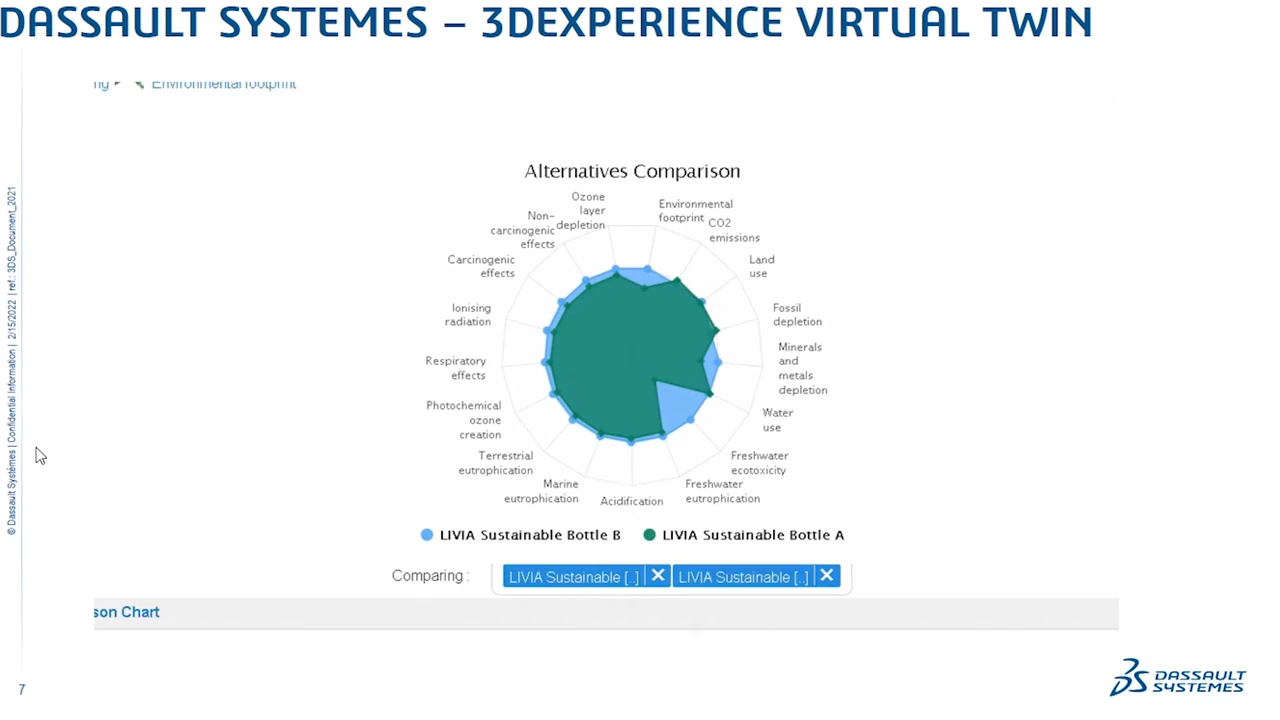 DASSAULT SYSTEMES – 3DEXPERIENCE VIRTUAL TWIN
ng Environmental footprint
Alternatives Comparison
Ozone
layer
depletion
Environmental
footprint
CO2
emissions
Land
use
Fossil
depletion
Minerals
and
metals
depletion
Water
use
Freshwater
ecotoxicity
Freshwater
eutrophication
Acidification
Marine
eutrophication
Terrestrial
eutrophication
Photochemical
ozone
creation
Respiratory
effects
Ionising
radiation
Carcinogenic
effects
Non-
carcinogenic
effects
LIVIA Sustainable Bottle B LIVIA Sustainable Bottle A
Comparing : LIVIA Sustainable [..] LIVIA Sustainable [..]
son Chart
© Dassault Systèmes | Confidential Information | 2/15/2022 | ref.: 3DS_Document_2021
7
DASSAULT
SYSTEMES